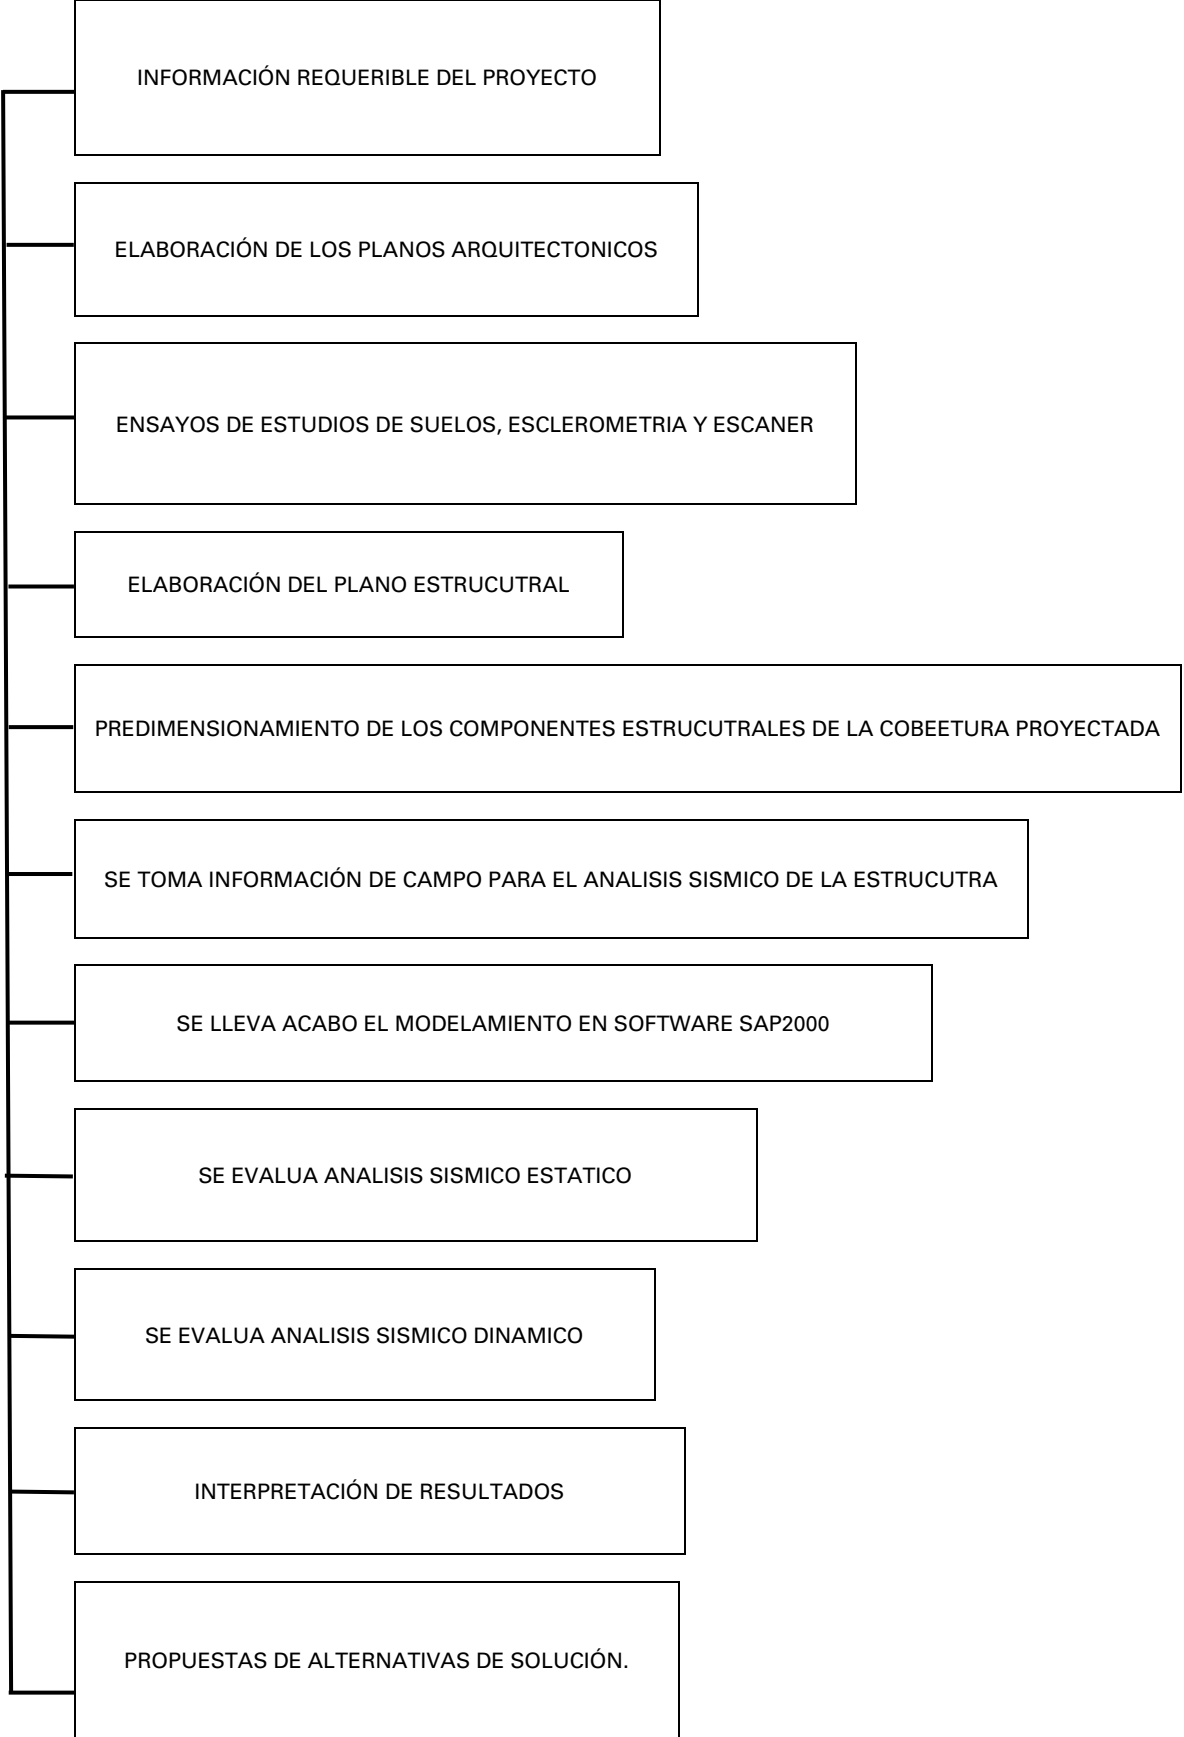 INFORMACIÓN REQUERIBLE DEL PROYECTO
ELABORACIÓN DE LOS PLANOS ARQUITECTONICOS
ENSAYOS DE ESTUDIOS DE SUELOS, ESCLEROMETRIA Y ESCANER
ELABORACIÓN DEL PLANO ESTRUCUTRAL
PREDIMENSIONAMIENTO DE LOS COMPONENTES ESTRUCUTRALES DE LA COBEETURA PROYECTADA
SE TOMA INFORMACIÓN DE CAMPO PARA EL ANALISIS SISMICO DE LA ESTRUCUTRA
SE LLEVA ACABO EL MODELAMIENTO EN SOFTWARE SAP2000
SE EVALUA ANALISIS SISMICO ESTATICO
SE EVALUA ANALISIS SISMICO DINAMICO
INTERPRETACIÓN DE RESULTADOS
PROPUESTAS DE ALTERNATIVAS DE SOLUCIÓN.